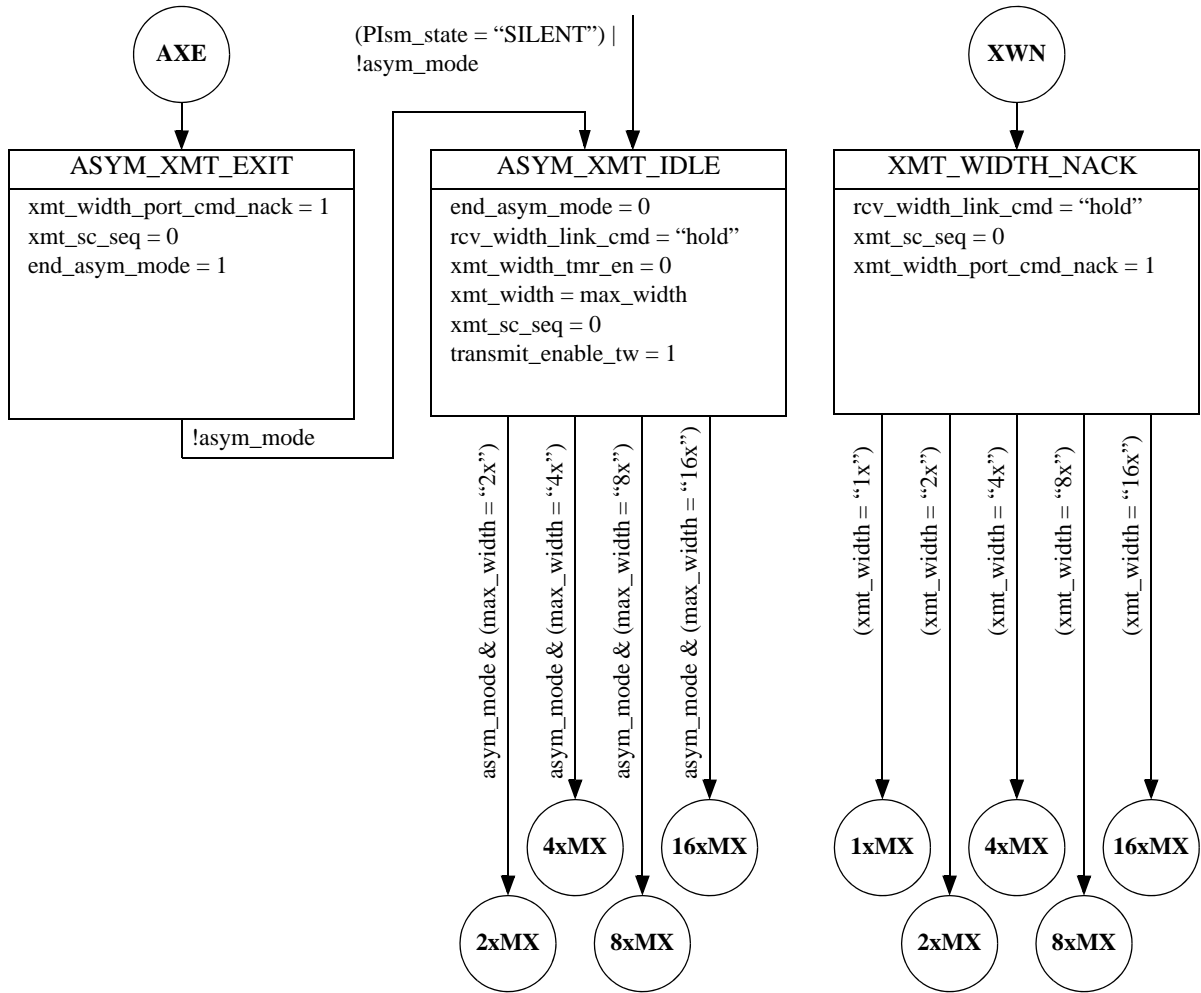 AXE
(PIsm_state = “SILENT”) |
!asym_mode
XWN
ASYM_XMT_EXIT
xmt_width_port_cmd_nack = 1
xmt_sc_seq = 0
end_asym_mode = 1
!asym_mode
ASYM_XMT_IDLE
end_asym_mode = 0
rcv_width_link_cmd = “hold”
xmt_width_tmr_en = 0
xmt_width = max_width
xmt_sc_seq = 0
transmit_enable_tw = 1
asym_mode & (max_width = “2x”)
asym_mode & (max_width = “4x”)
asym_mode & (max_width = “8x”)
asym_mode & (max_width = “16x”)
4xMX
16xMX
2xMX
8xMX
XMT_WIDTH_NACK
rcv_width_link_cmd = “hold”
xmt_sc_seq = 0
xmt_width_port_cmd_nack = 1
(xmt_width = “1x”)
(xmt_width = “2x”)
(xmt_width = “4x”)
(xmt_width = “8x”)
(xmt_width = “16x”)
1xMX
4xMX
16xMX
2xMX
8xMX